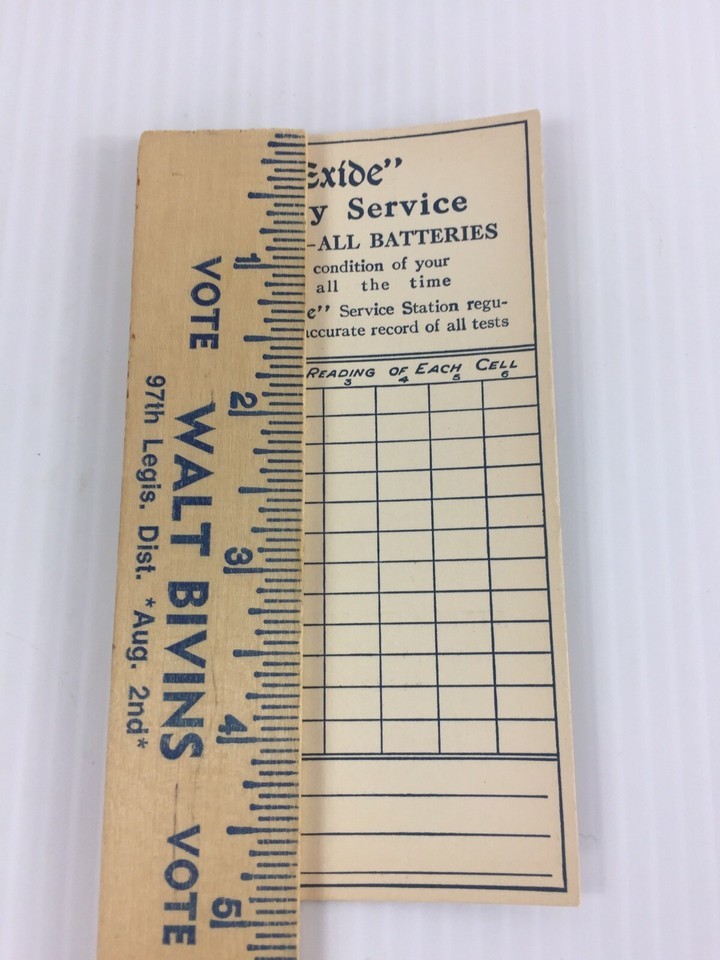 VOTE WALT BIVINS VOTE
97th Legis. Dist. *Aug. 2nd*
1
2
3
4
5
Exide"
y Service
-ALL BATTERIES
condition of your
all the time
e" Service Station regu-
accurate record of all tests
READING OF EACH CELL
3 4 5 6